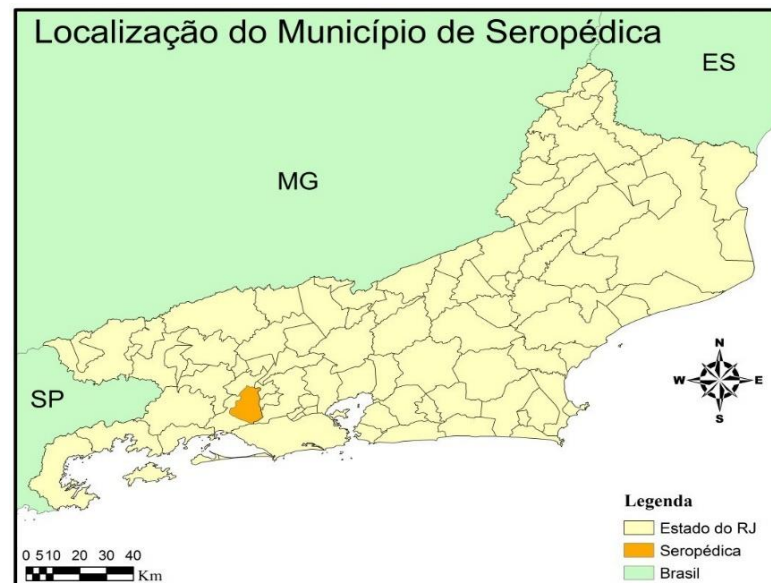 Localização do Município de Seropédica
ES
MG
SP
N
W E
S
Legenda
Estado do RJ
Seropédica
Brasil
0 5 10 20 30 40
Km